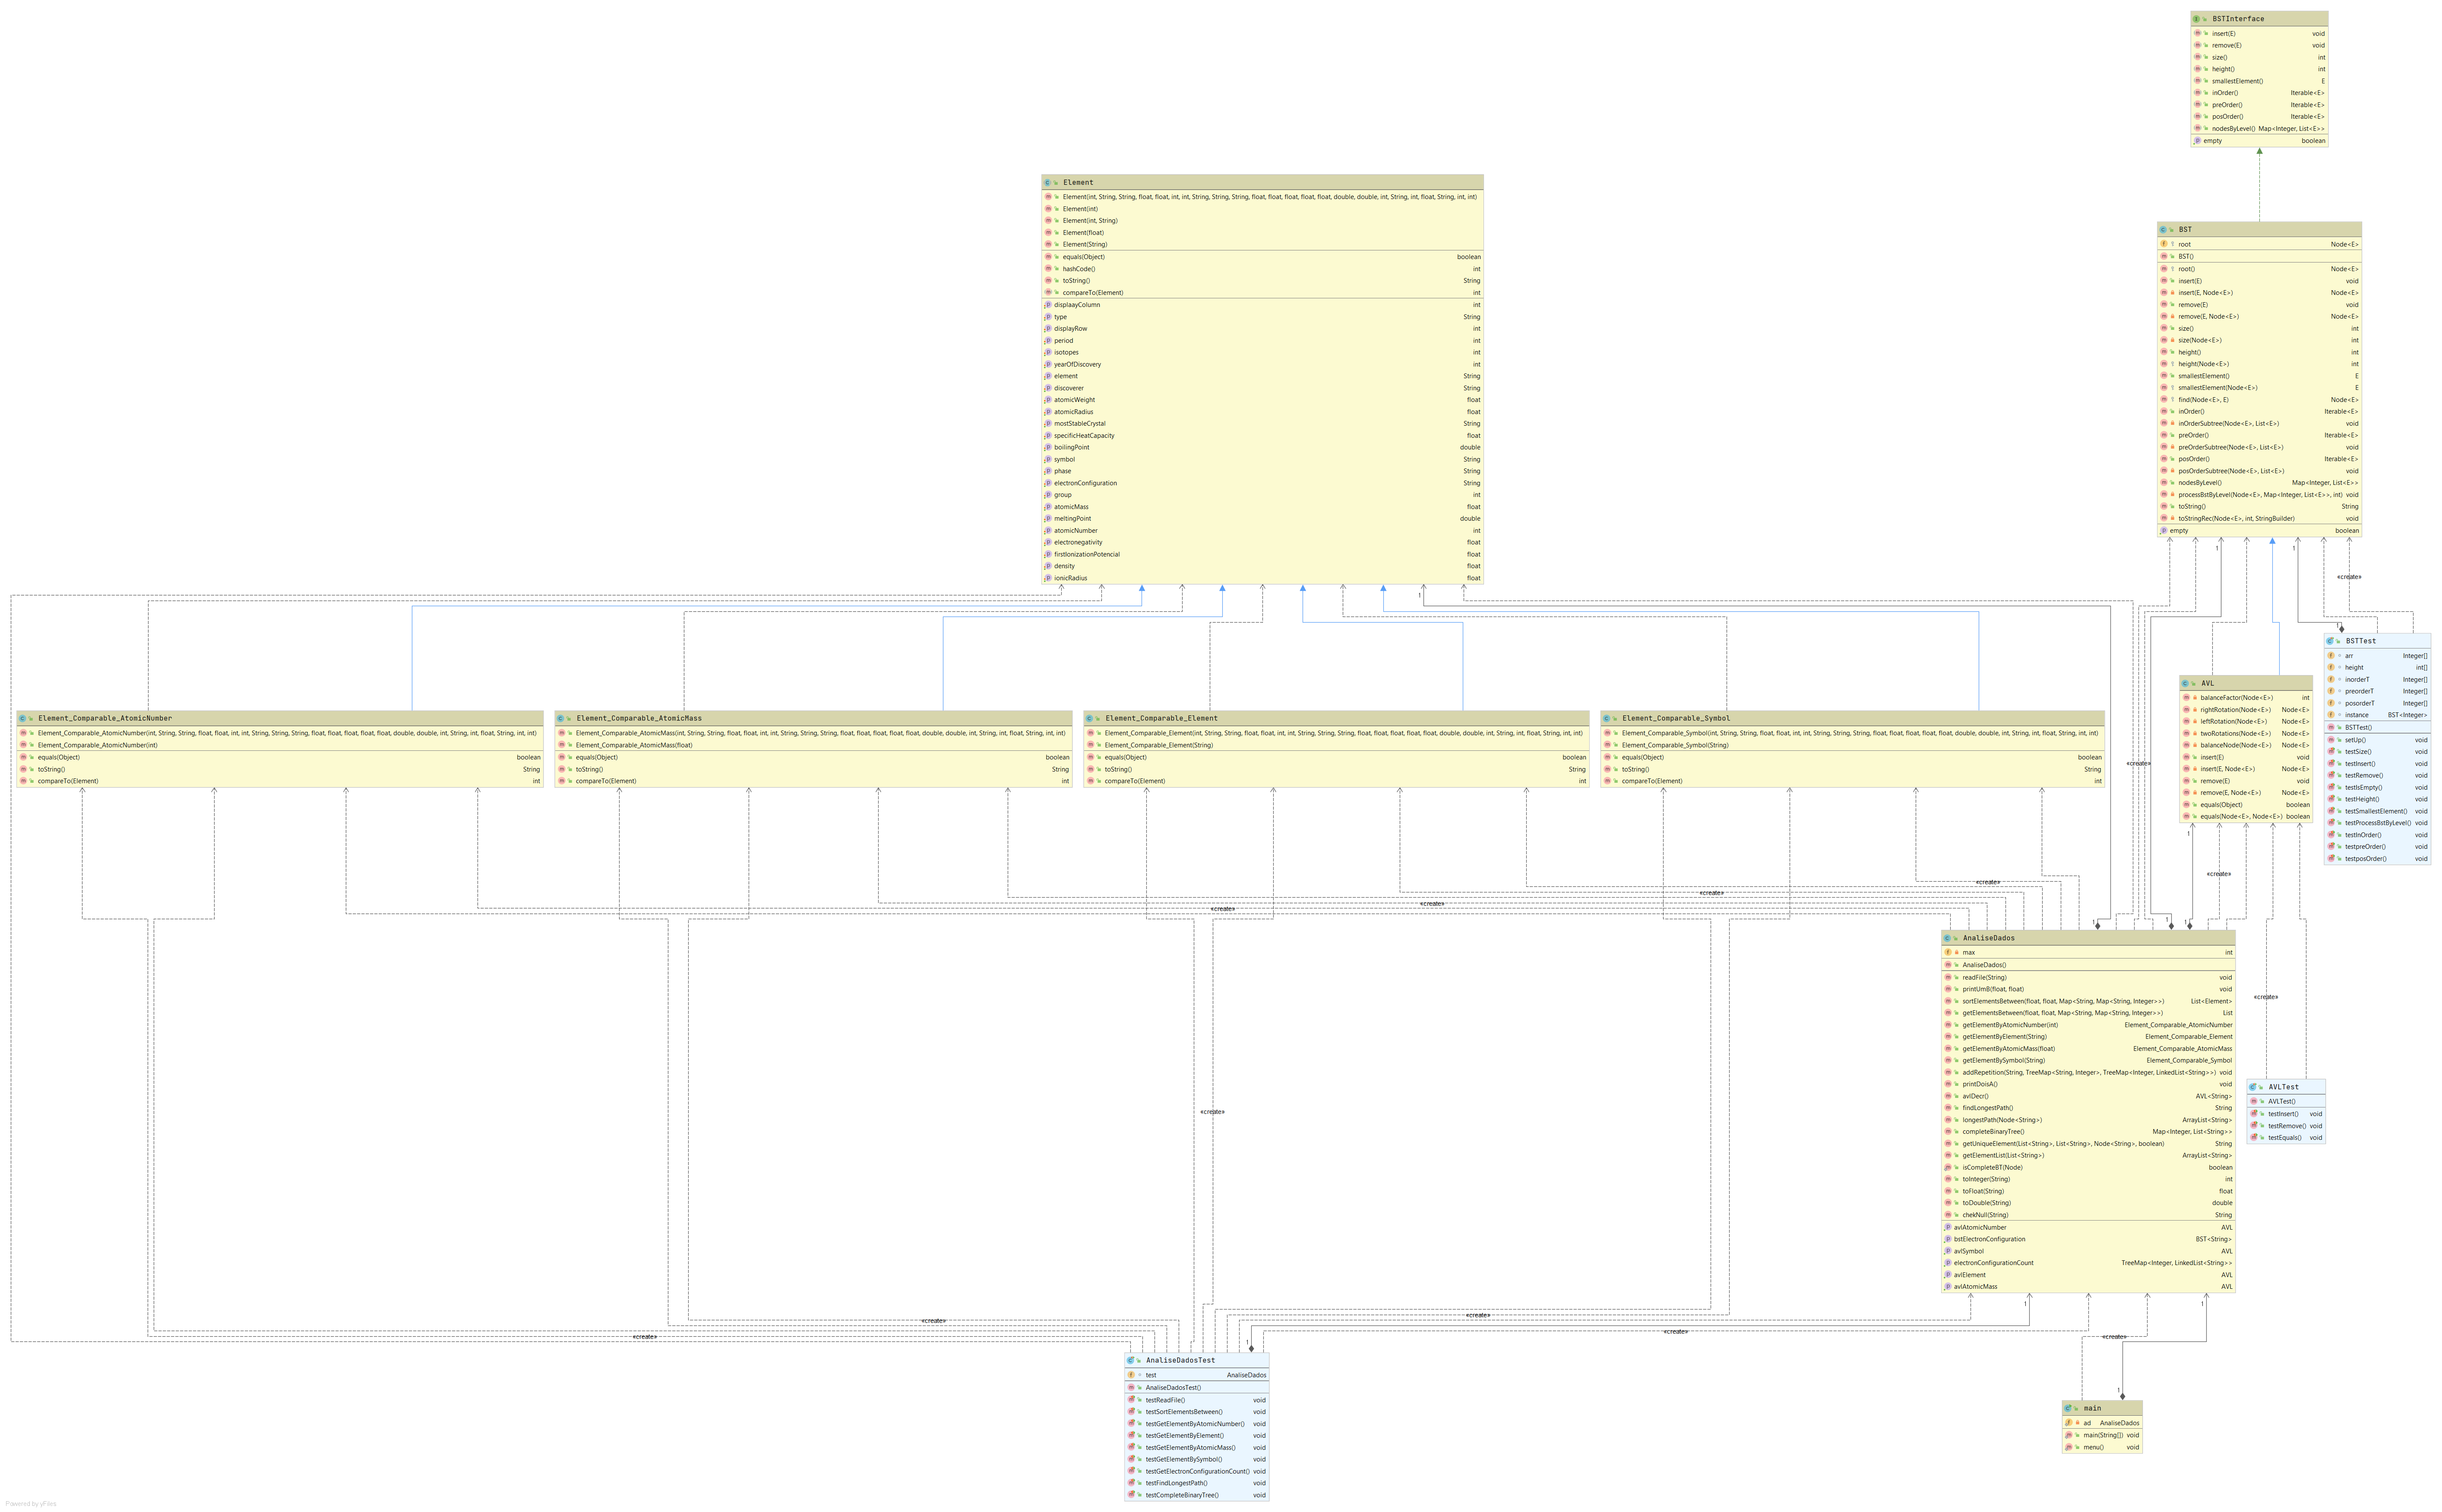 BSTInterface
insert(E) void
remove(E) void
size() int
height() int
smallestElement() E
inOrder() Iterable<E>
preOrder() Iterable<E>
posOrder() Iterable<E>
nodesByLevel() Map<Integer, List<E>>
empty boolean
Element
Element(int, String, String, float, float, int, int, String, String, String, float, float, float, float, float, double, double, int, String, int, float, String, int, int)
Element(int)
Element(int, String)
Element(float)
Element(String)
equals(Object) boolean
hashCode() int
toString() String
compareTo(Element) int
displaayColumn int
type String
displayRow int
period int
isotopes int
yearOfDiscovery int
element String
discoverer String
atomicWeight float
atomicRadius float
mostStableCrystal String
specificHeatCapacity float
boilingPoint double
symbol String
phase String
electronConfiguration String
group int
atomicMass float
meltingPoint double
atomicNumber int
electronegativity float
firstIonizationPotencial float
density float
ionicRadius float
BST
root Node<E>
BST()
root() Node<E>
insert(E) void
insert(E, Node<E>) Node<E>
remove(E) void
remove(E, Node<E>) Node<E>
size() int
size(Node<E>) int
height() int
height(Node<E>) int
smallestElement() E
smallestElement(Node<E>) E
find(Node<E>, E) Node<E>
inOrder() Iterable<E>
inOrderSubtree(Node<E>, List<E>) void
preOrder() Iterable<E>
preOrderSubtree(Node<E>, List<E>) void
posOrder() Iterable<E>
posOrderSubtree(Node<E>, List<E>) void
nodesByLevel() Map<Integer, List<E>>
processBstByLevel(Node<E>, Map<Integer, List<E>>, int) void
toString() String
toStringRec(Node<E>, int, StringBuilder) void
empty boolean
1
1
«create»
1
1
BSTTest
arr Integer[]
height int[]
inorderT Integer[]
preorderT Integer[]
posorderT Integer[]
instance BST<Integer>
BSTTest()
setUp() void
testSize() void
testInsert() void
testRemove() void
testIsEmpty() void
testHeight() void
testSmallestElement() void
testProcessBstByLevel() void
testInOrder() void
testpreOrder() void
testposOrder() void
AVL
balanceFactor(Node<E>) int
rightRotation(Node<E>) Node<E>
leftRotation(Node<E>) Node<E>
twoRotations(Node<E>) Node<E>
balanceNode(Node<E>) Node<E>
insert(E) void
insert(E, Node<E>) Node<E>
remove(E) void
remove(E, Node<E>) Node<E>
equals(Object) boolean
equals(Node<E>, Node<E>) boolean
Element_Comparable_AtomicNumber
Element_Comparable_AtomicNumber(int, String, String, float, float, int, int, String, String, String, float, float, float, float, float, double, double, int, String, int, float, String, int, int)
Element_Comparable_AtomicNumber(int)
equals(Object) boolean
toString() String
compareTo(Element) int
Element_Comparable_AtomicMass
Element_Comparable_AtomicMass(int, String, String, float, float, int, int, String, String, String, float, float, float, float, float, double, double, int, String, int, float, String, int, int)
Element_Comparable_AtomicMass(float)
equals(Object) boolean
toString() String
compareTo(Element) int
Element_Comparable_Element
Element_Comparable_Element(int, String, String, float, float, int, int, String, String, String, float, float, float, float, float, double, double, int, String, int, float, String, int, int)
Element_Comparable_Element(String)
equals(Object) boolean
toString() String
compareTo(Element) int
Element_Comparable_Symbol
Element_Comparable_Symbol(int, String, String, float, float, int, int, String, String, String, float, float, float, float, float, double, double, int, String, int, float, String, int, int)
Element_Comparable_Symbol(String)
equals(Object) boolean
toString() String
compareTo(Element) int
«create»
1
«create»
«create»
«create»
«create»
«create»
1
1
1
AnaliseDados
max int
AnaliseDados()
readFile(String) void
printUmB(float, float) void
sortElementsBetween(float, float, Map<String, Map<String, Integer>>) List<Element>
getElementsBetween(float, float, Map<String, Map<String, Integer>>) List
getElementByAtomicNumber(int) Element_Comparable_AtomicNumber
getElementByElement(String) Element_Comparable_Element
getElementByAtomicMass(float) Element_Comparable_AtomicMass
getElementBySymbol(String) Element_Comparable_Symbol
addRepetition(String, TreeMap<String, Integer>, TreeMap<Integer, LinkedList<String>>) void
printDoisA() void
avlDecr() AVL<String>
findLongestPath() String
longestPath(Node<String>) ArrayList<String>
completeBinaryTree() Map<Integer, List<String>>
getUniqueElement(List<String>, List<String>, Node<String>, boolean) String
getElementList(List<String>) ArrayList<String>
isCompleteBT(Node) boolean
toInteger(String) int
toFloat(String) float
toDouble(String) double
chekNull(String) String
avlAtomicNumber AVL
bstElectronConfiguration BST<String>
avlSymbol AVL
electronConfigurationCount TreeMap<Integer, LinkedList<String>>
avlElement AVL
avlAtomicMass AVL
«create»
AVLTest
AVLTest()
testInsert() void
testRemove() void
testEquals() void
«create»
1
1
«create»
«create»
«create»
«create»
«create»
1
1
AnaliseDadosTest
test AnaliseDados
AnaliseDadosTest()
testReadFile() void
testSortElementsBetween() void
testGetElementByAtomicNumber() void
testGetElementByElement() void
testGetElementByAtomicMass() void
testGetElementBySymbol() void
testGetElectronConfigurationCount() void
testFindLongestPath() void
testCompleteBinaryTree() void
main
ad AnaliseDados
main(String[]) void
menu() void
Powered by yFiles